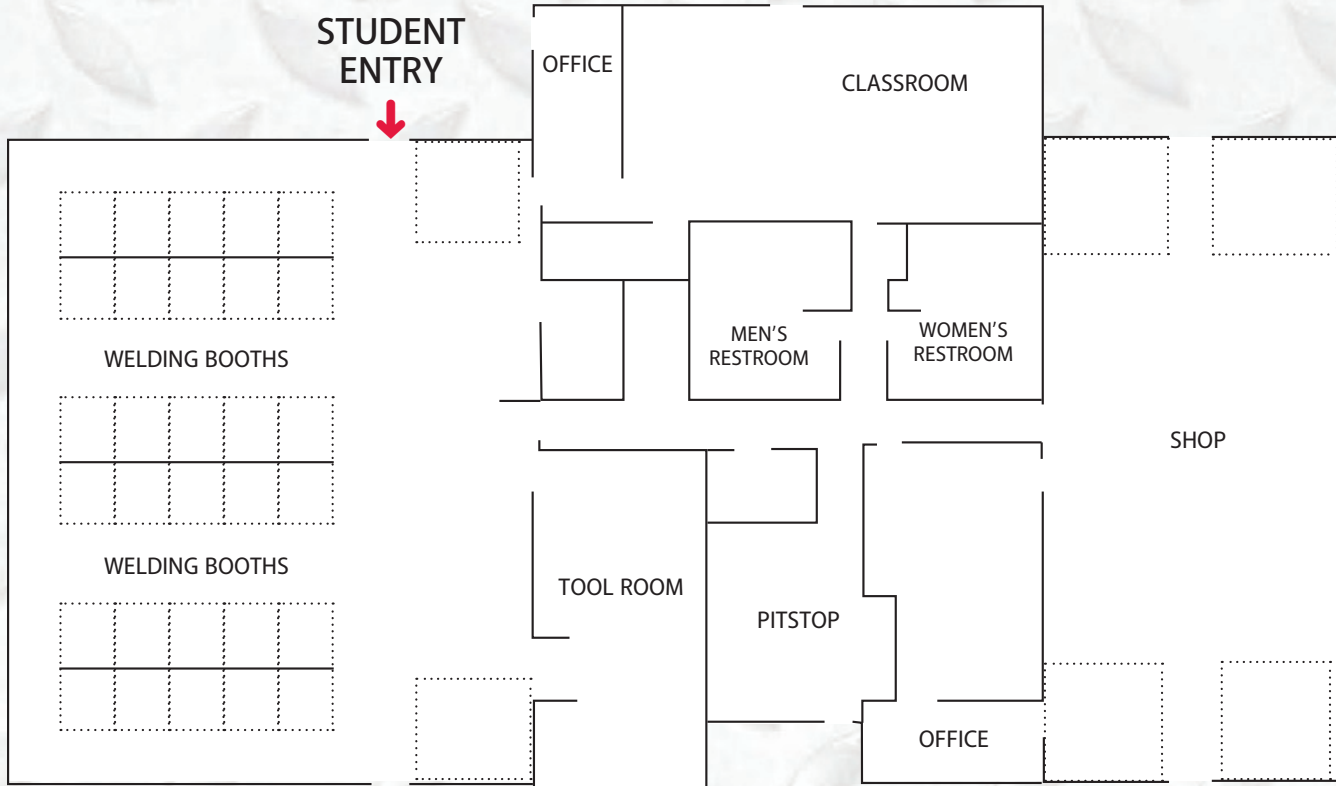 STUDENT
ENTRY
OFFICE
CLASSROOM
WELDING BOOTHS
MEN'S
RESTROOM
WOMEN'S
RESTROOM
SHOP
WELDING BOOTHS
TOOL ROOM
PITSTOP
OFFICE